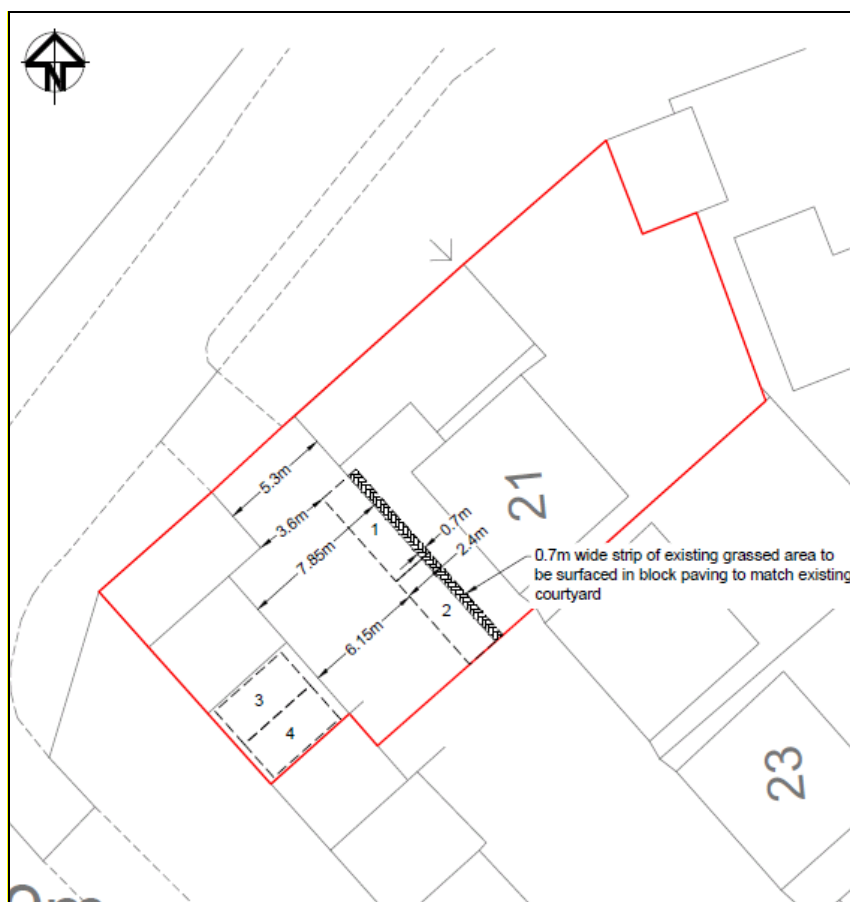 N
5.3m
3.6m
0.7m
2.4m
7.85m
1
21
0.7m wide strip of existing grassed area to
be surfaced in block paving to match existing
courtyard
2
6.15m
3
4
23